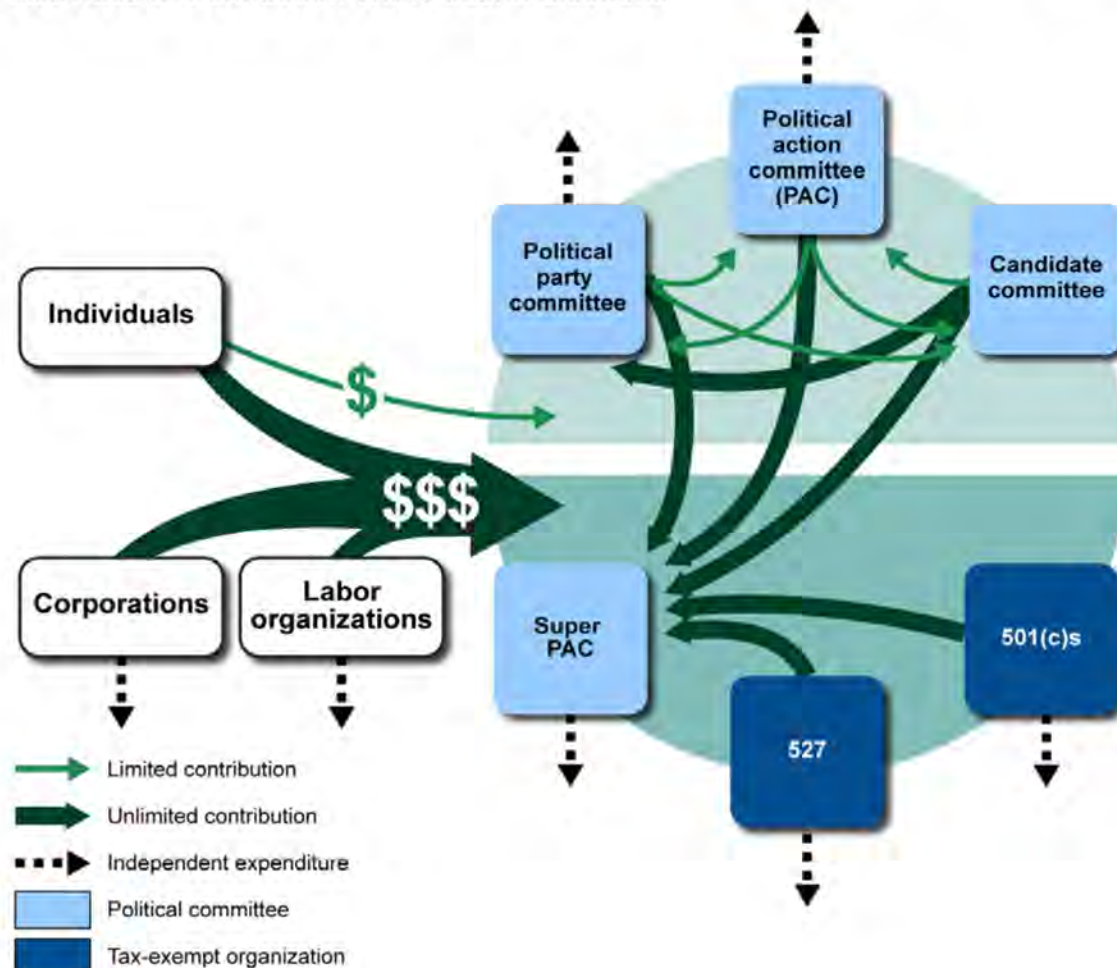 Political
action
committee
(PAC)
Political
party
committee
Candidate
committee
Individuals
$
$$$
Corporations
Labor
organizations
Super
PAC
501(c)s
527
Limited contribution
Unlimited contribution
Independent expenditure
Political committee
Tax-exempt organization